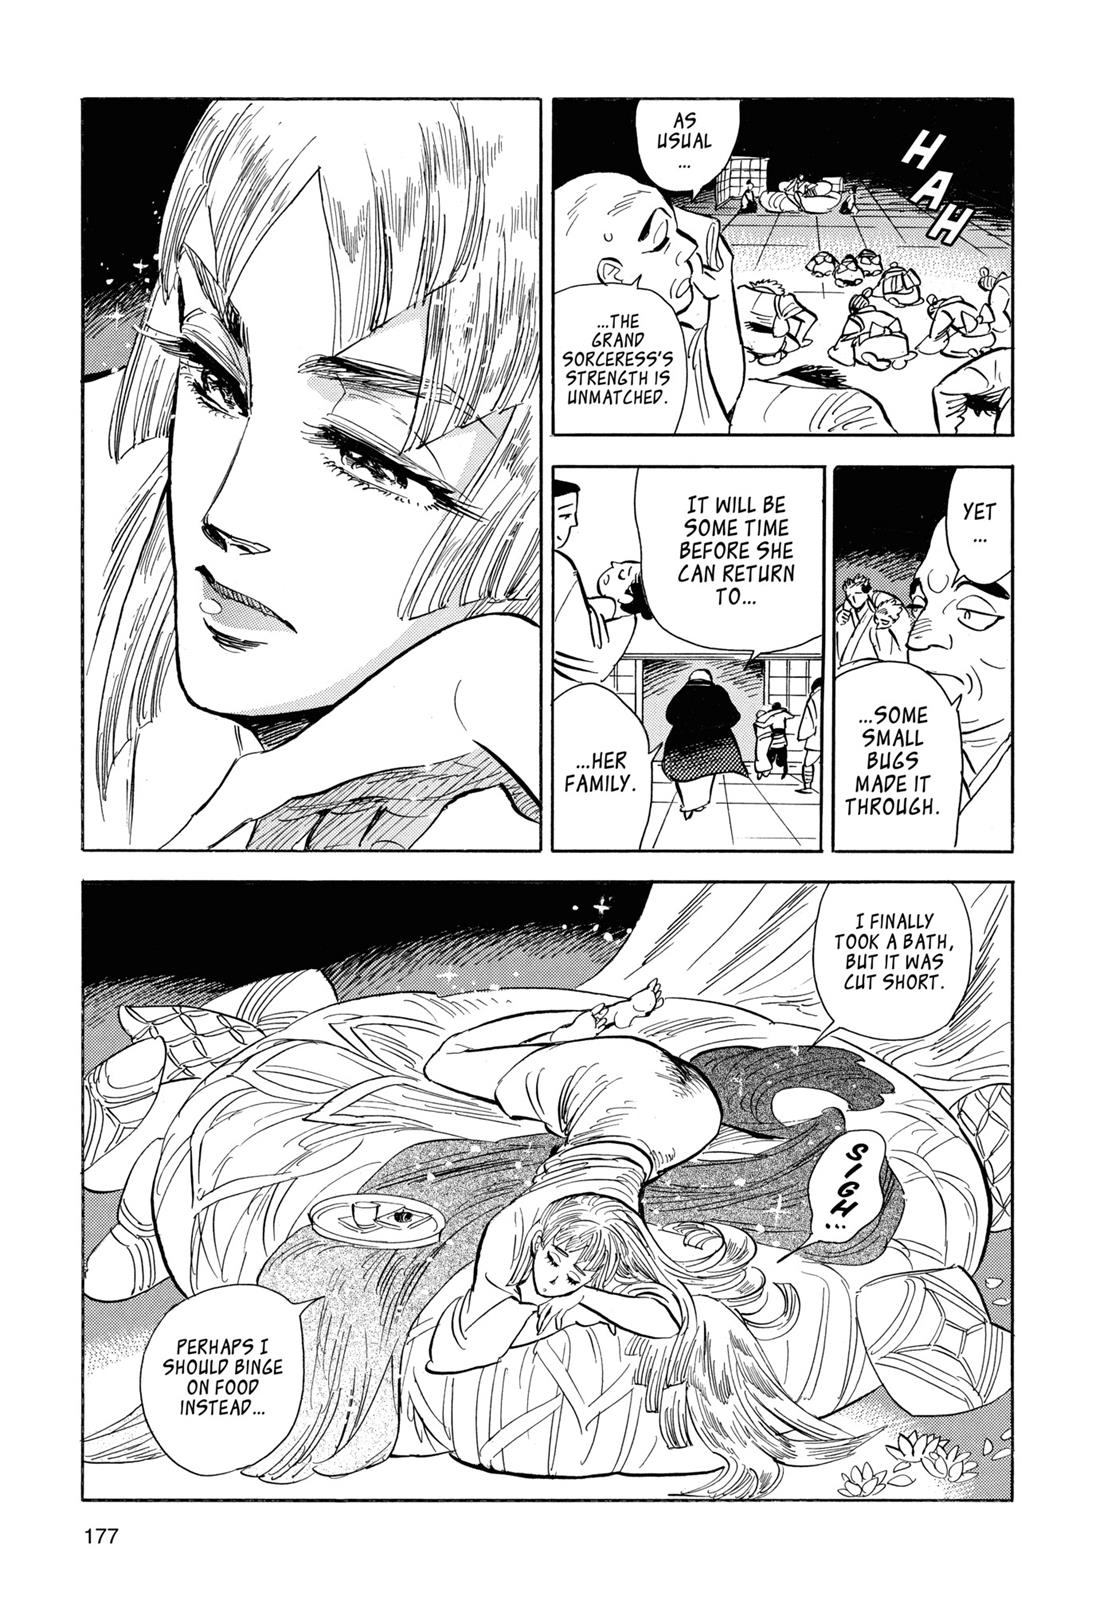 HAH
AS
USUAL
...
...THE
GRAND
SORCERESS'S
STRENGTH IS
UNMATCHED.
YET
...
...SOME
SMALL
BUGS
MADE IT
THROUGH.
IT WILL BE
SOME TIME
BEFORE SHE
CAN RETURN
TO...
...HER
FAMILY.
I FINALLY
TOOK A BATH,
BUT IT WAS
CUT SHORT.
SIGH...
PERHAPS I
SHOULD BINGE
ON FOOD
INSTEAD...
177